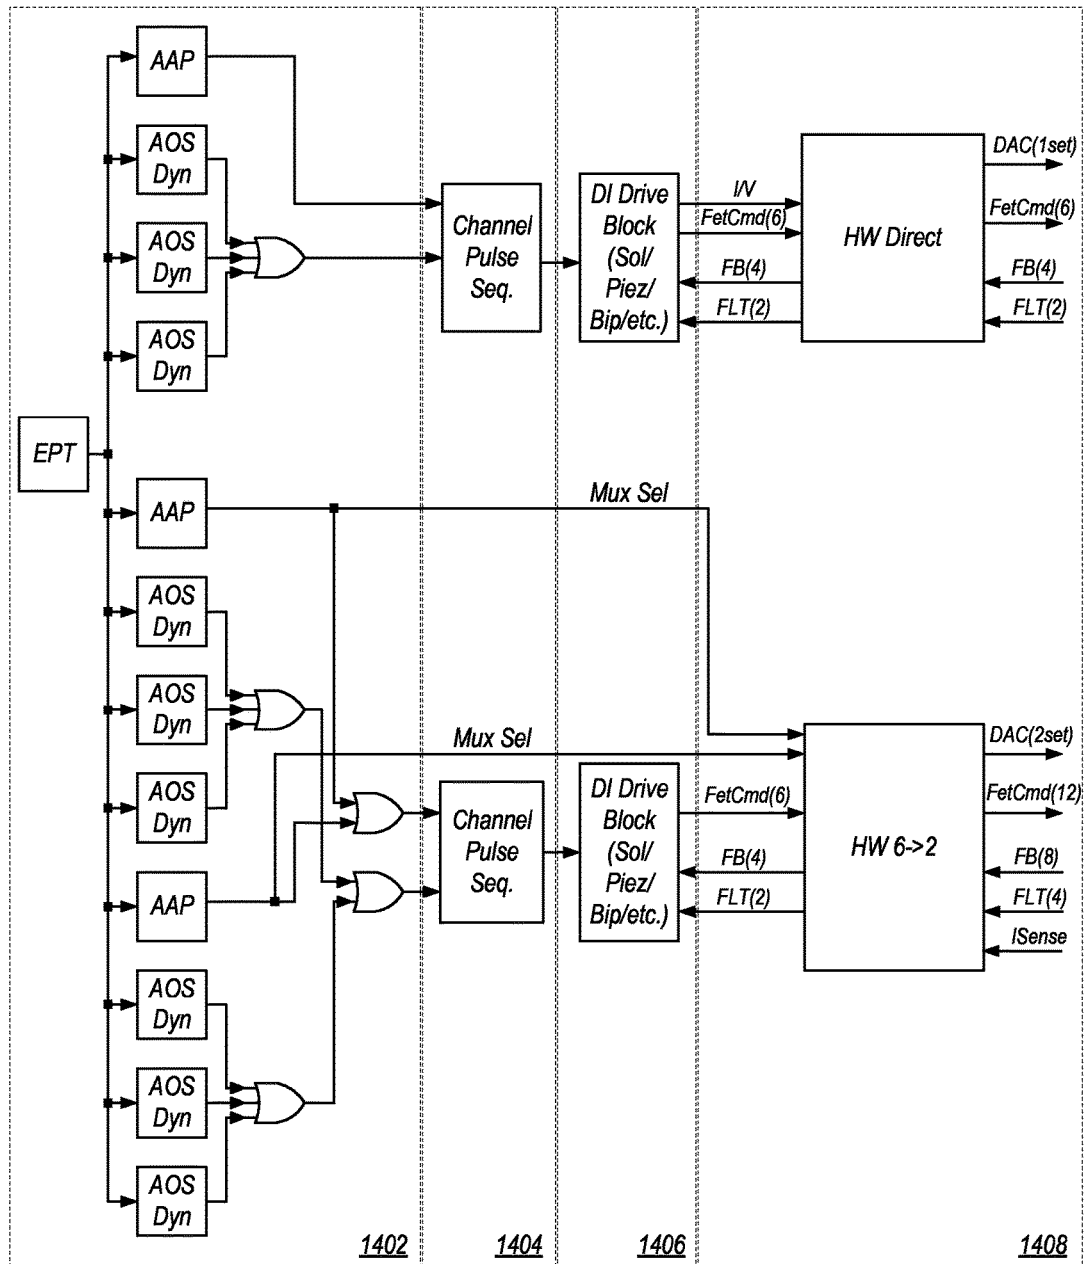 AAP
AOS
Dyn
AOS
Dyn
AOS
Dyn
Channel
Pulse
Seq.
DI Drive
Block
(Sol/
Piez/
Bip/etc.)
I/V
FetCmd(6)
FB(4)
FLT(2)
HW Direct
DAC(1set)
FetCmd(6)
FB(4)
FLT(2)
EPT
AAP
Mux Sel
AOS
Dyn
AOS
Dyn
AOS
Dyn
Mux Sel
AAP
Channel
Pulse
Seq.
DI Drive
Block
(Sol/
Piez/
Bip/etc.)
FetCmd(6)
FB(4)
FLT(2)
HW 6->2
DAC(2set)
FetCmd(12)
FB(8)
FLT(4)
ISense
AOS
Dyn
AOS
Dyn
AOS
Dyn
1402
1404
1406
1408